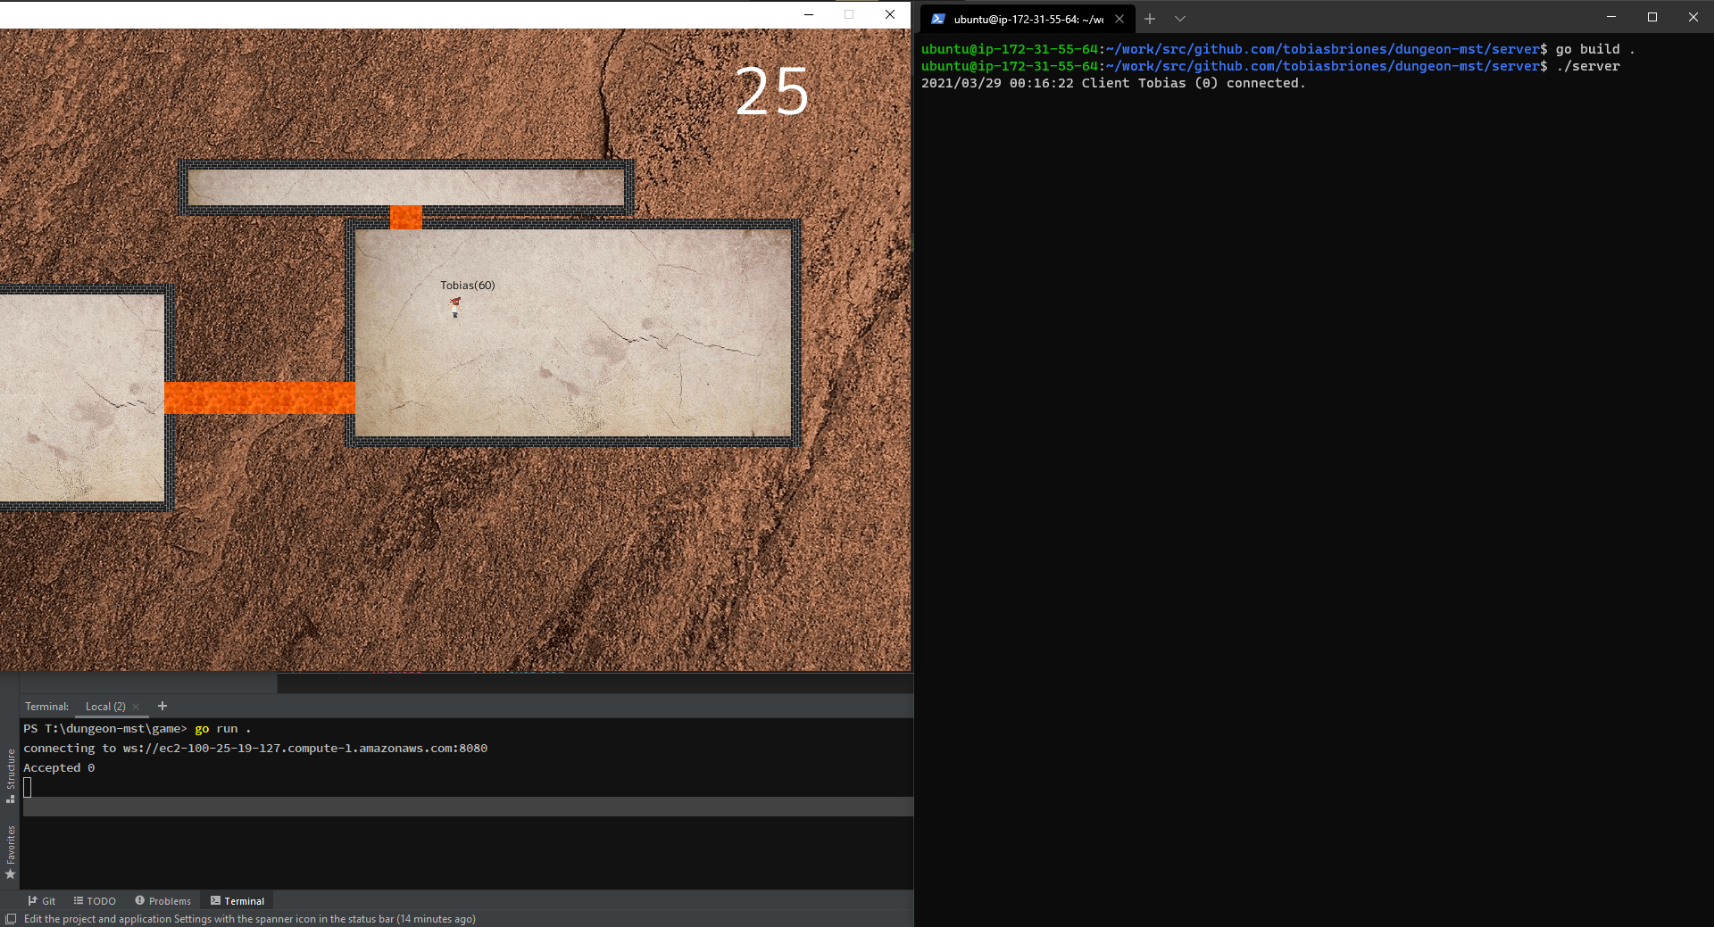 25
Tobias(60)
ubuntu@ip-172-31-55-64: ~/wo
ubuntu@ip-172-31-55-64:~/work/src/github.com/tobiasbriones/dungeon-mst/server$ go build .
ubuntu@ip-172-31-55-64:~/work/src/github.com/tobiasbriones/dungeon-mst/server$ ./server
2021/03/29 00:16:22 Client Tobias (0) connected.
Terminal: Local (2)
PS T:\dungeon-mst\game> go run .
connecting to ws://ec2-100-25-19-127.compute-1.amazonaws.com:8080
Accepted 0
Structure
Favorites
Git TODO Problems Terminal
Edit the project and application Settings with the spanner icon in the status bar (14 minutes ago)